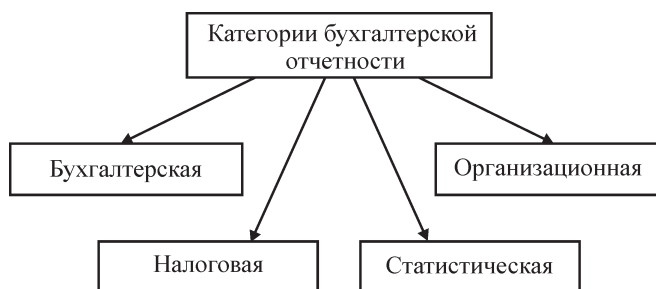 Категории бухгалтерской
отчетности
Бухгалтерская
Организационная
Налоговая
Статистическая